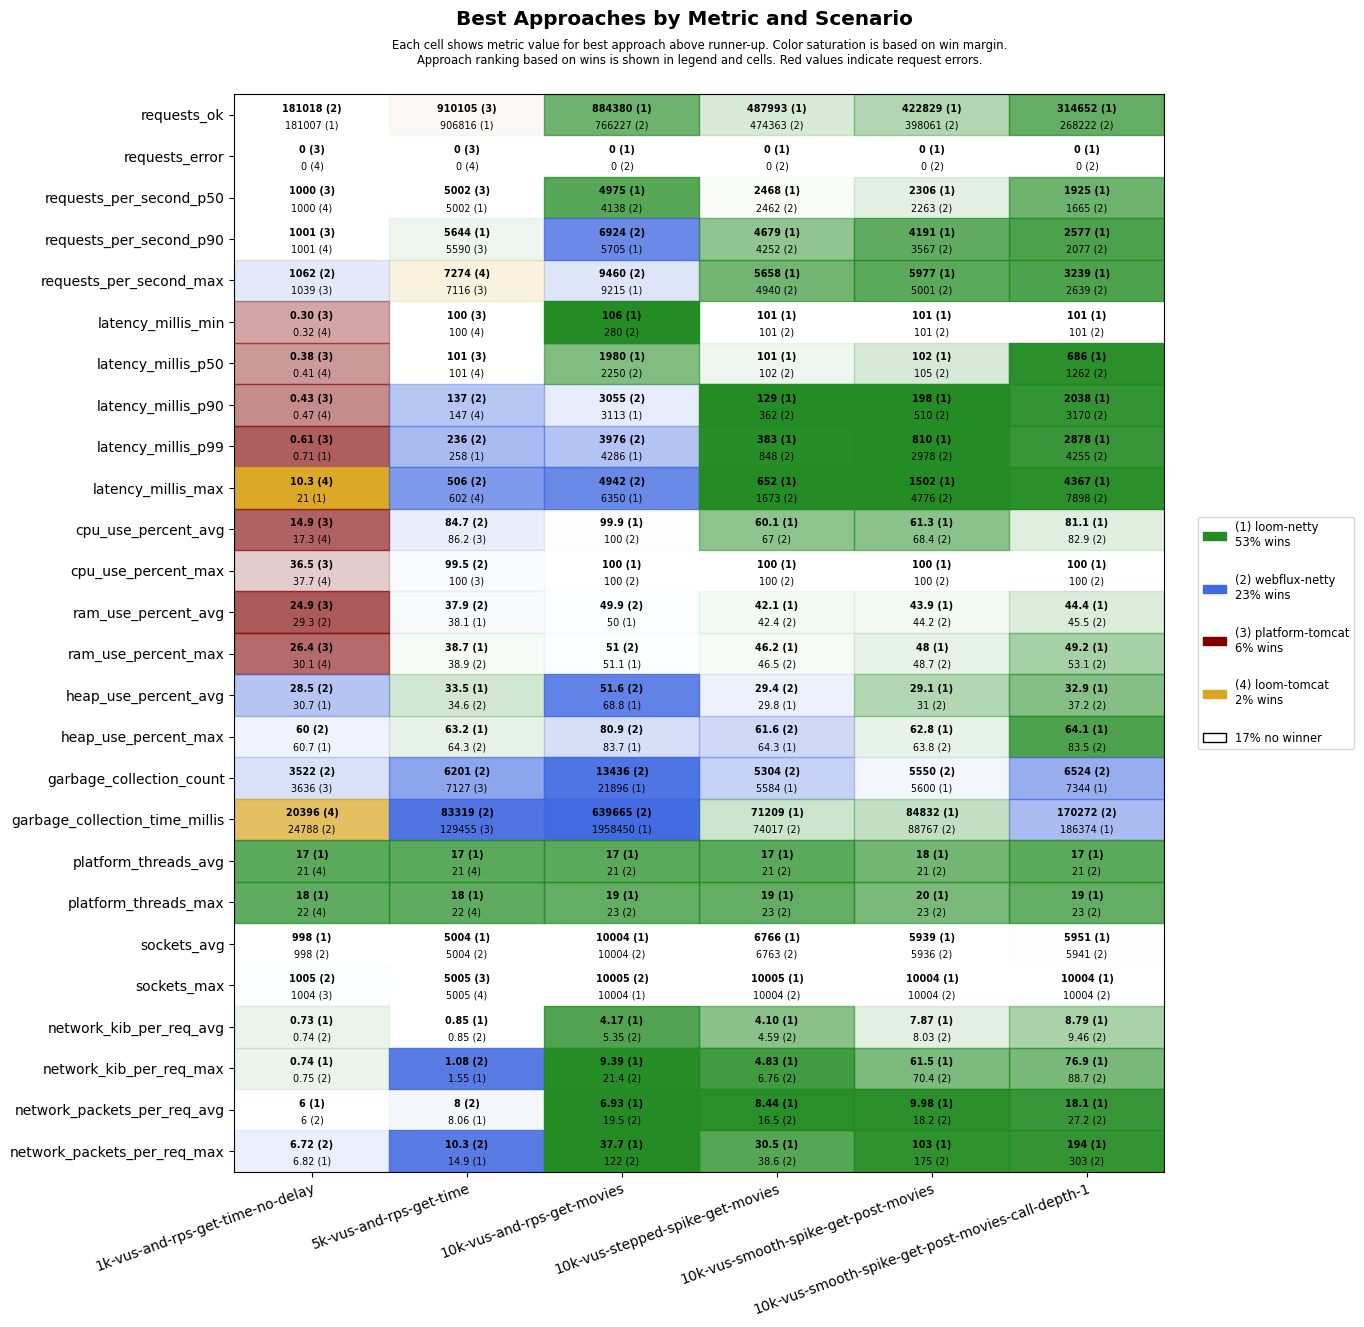 Best Approaches by Metric and Scenario
Each cell shows metric value for best approach above runner-up. Color saturation is based on win margin.
Approach ranking based on wins is shown in legend and cells. Red values indicate request errors.
requests_ok
181018 (2) 910105 (3) 884380 (1) 487993 (1) 422829 (1) 314652 (1)
181007 (1) 906816 (1) 766227 (2) 474363 (2) 398061 (2) 268222 (2)
requests_error
0 (3) 0 (3) 0 (1) 0 (1) 0 (1) 0 (1)
0 (4) 0 (4) 0 (2) 0 (2) 0 (2) 0 (2)
requests_per_second_p50
1000 (3) 5002 (3) 4975 (1) 2468 (1) 2306 (1) 1925 (1)
1000 (4) 5002 (1) 4138 (2) 2462 (2) 2263 (2) 1665 (2)
requests_per_second_p90
1001 (3) 5644 (1) 6924 (2) 4679 (1) 4191 (1) 2577 (1)
1001 (4) 5590 (3) 5705 (1) 4252 (2) 3567 (2) 2077 (2)
requests_per_second_max
1062 (2) 7274 (4) 9460 (2) 5658 (1) 5977 (1) 3239 (1)
1039 (3) 7116 (3) 9215 (1) 4940 (2) 5001 (2) 2639 (2)
latency_millis_min
0.30 (3) 100 (3) 106 (1) 101 (1) 101 (1) 101 (1)
0.32 (4) 100 (4) 280 (2) 101 (2) 101 (2) 101 (2)
latency_millis_p50
0.38 (3) 101 (3) 1980 (1) 101 (1) 102 (1) 686 (1)
0.41 (4) 101 (4) 2250 (2) 102 (2) 105 (2) 1262 (2)
latency_millis_p90
0.43 (3) 137 (2) 3055 (2) 129 (1) 198 (1) 2038 (1)
0.47 (4) 147 (4) 3113 (1) 362 (2) 510 (2) 3170 (2)
latency_millis_p99
0.61 (3) 236 (2) 3976 (2) 383 (1) 810 (1) 2878 (1)
0.71 (1) 258 (1) 4286 (1) 848 (2) 2978 (2) 4255 (2)
latency_millis_max
10.3 (4) 506 (2) 4942 (2) 652 (1) 1502 (1) 4367 (1)
21 (1) 602 (4) 6350 (1) 1673 (2) 4776 (2) 7898 (2)
cpu_use_percent_avg
14.9 (3) 84.7 (2) 99.9 (1) 60.1 (1) 61.3 (1) 81.1 (1)
17.3 (4) 86.2 (3) 100 (2) 67 (2) 68.4 (2) 82.9 (2)
cpu_use_percent_max
36.5 (3) 99.5 (2) 100 (1) 100 (1) 100 (1) 100 (1)
37.7 (4) 100 (3) 100 (2) 100 (2) 100 (2) 100 (2)
ram_use_percent_avg
24.9 (3) 37.9 (2) 49.9 (2) 42.1 (1) 43.9 (1) 44.4 (1)
29.3 (2) 38.1 (1) 50 (1) 42.4 (2) 44.2 (2) 45.5 (2)
ram_use_percent_max
26.4 (3) 38.7 (1) 51 (2) 46.2 (1) 48 (1) 49.2 (1)
30.1 (4) 38.9 (2) 51.1 (1) 46.5 (2) 48.7 (2) 53.1 (2)
heap_use_percent_avg
28.5 (2) 33.5 (1) 51.6 (2) 29.4 (2) 29.1 (1) 32.9 (1)
30.7 (1) 34.6 (2) 68.8 (1) 29.8 (1) 31 (2) 37.2 (2)
heap_use_percent_max
60 (2) 63.2 (1) 80.9 (2) 61.6 (2) 62.8 (1) 64.1 (1)
60.7 (1) 64.3 (2) 83.7 (1) 64.3 (1) 63.8 (2) 83.5 (2)
garbage_collection_count
3522 (2) 6201 (2) 13436 (2) 5304 (2) 5550 (2) 6524 (2)
3636 (3) 7127 (3) 21896 (1) 5584 (1) 5600 (1) 7344 (1)
garbage_collection_time_millis
20396 (4) 83319 (2) 639665 (2) 71209 (1) 84832 (1) 170272 (2)
24788 (2) 129455 (3) 1958450 (1) 74017 (2) 88767 (2) 186374 (1)
platform_threads_avg
17 (1) 17 (1) 17 (1) 17 (1) 18 (1) 17 (1)
21 (4) 21 (4) 21 (2) 21 (2) 21 (2) 21 (2)
platform_threads_max
18 (1) 18 (1) 19 (1) 19 (1) 20 (1) 19 (1)
22 (4) 22 (4) 23 (2) 23 (2) 23 (2) 23 (2)
sockets_avg
998 (1) 5004 (1) 10004 (1) 6766 (1) 5939 (1) 5951 (1)
998 (2) 5004 (2) 10004 (2) 6763 (2) 5936 (2) 5941 (2)
sockets_max
1005 (2) 5005 (3) 10005 (2) 10005 (1) 10004 (1) 10004 (1)
1004 (3) 5005 (4) 10004 (1) 10004 (2) 10004 (2) 10004 (2)
network_kib_per_req_avg
0.73 (1) 0.85 (1) 4.17 (1) 4.10 (1) 7.87 (1) 8.79 (1)
0.74 (2) 0.85 (2) 5.35 (2) 4.59 (2) 8.03 (2) 9.46 (2)
network_kib_per_req_max
0.74 (1) 1.08 (2) 9.39 (1) 4.83 (1) 61.5 (1) 76.9 (1)
0.75 (2) 1.55 (1) 21.4 (2) 6.76 (2) 70.4 (2) 88.7 (2)
network_packets_per_req_avg
6 (1) 8 (2) 6.93 (1) 8.44 (1) 9.98 (1) 18.1 (1)
6 (2) 8.06 (1) 19.5 (2) 16.5 (2) 18.2 (2) 27.2 (2)
network_packets_per_req_max
6.72 (2) 10.3 (2) 37.7 (1) 30.5 (1) 103 (1) 194 (1)
6.82 (1) 14.9 (1) 122 (2) 38.6 (2) 175 (2) 303 (2)
1k-vus-and-rps-get-time-no-delay
5k-vus-and-rps-get-time
10k-vus-and-rps-get-movies
10k-vus-stepped-spike-get-movies
10k-vus-smooth-spike-get-post-movies
10k-vus-smooth-spike-get-post-movies-call-depth-1
(1) loom-netty
53% wins
(2) webflux-netty
23% wins
(3) platform-tomcat
6% wins
(4) loom-tomcat
2% wins
17% no winner